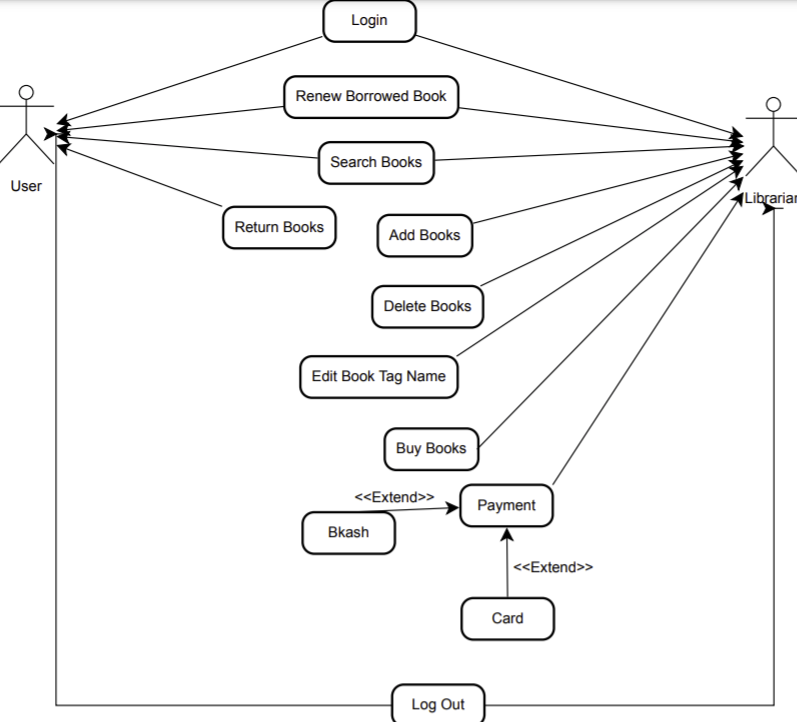 Login
Renew Borrowed Book
Search Books
User
Librarian
Return Books
Add Books
Delete Books
Edit Book Tag Name
Buy Books
<<Extend>>
Payment
Bkash
<<Extend>>
Card
Log Out